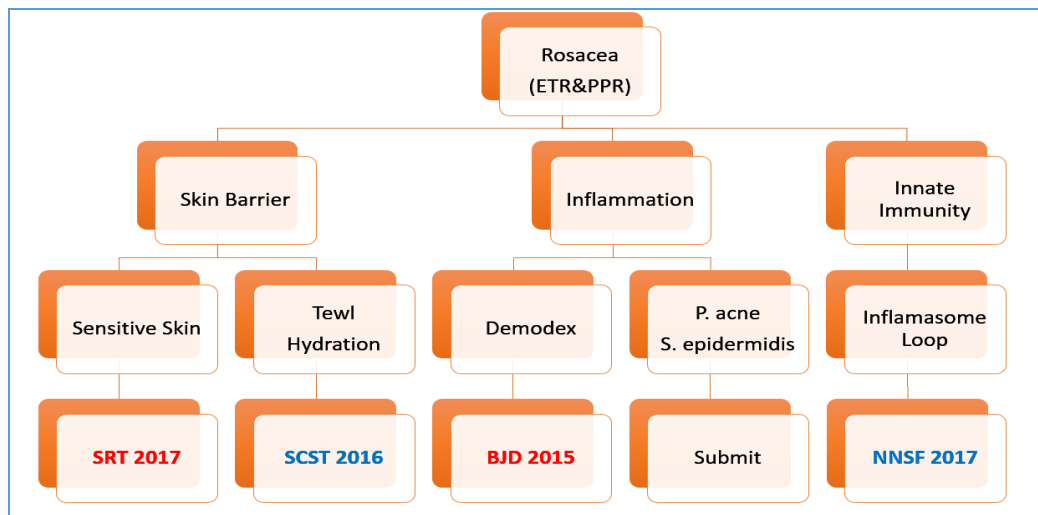 Rosacea
(ETR&PPR)
Skin Barrier
Inflammation
Innate
Immunity
Sensitive Skin
Tewl
Hydration
Demodex
P. acne
S. epidermidis
Inflamasome
Loop
SRT 2017
SCST 2016
BJD 2015
Submit
NNSF 2017